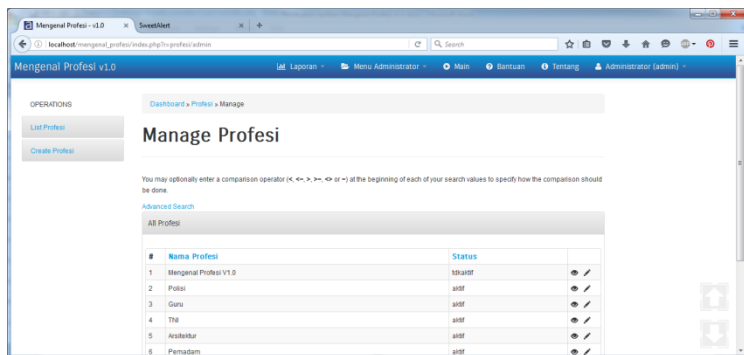 Mengenal Profesi - v1.0 × SweetAlert × +
localhost/mengenal_profesi/index.php?r=profesi/admin Search
Mengenal Profesi v1.0 Laporan Menu Administrator Main Bantuan Tentang Administrator (admin)
OPERATIONS
List Profesi
Create Profesi
Dashboard » Profesi » Manage
Manage Profesi
You may optionally enter a comparison operator (<, <=, >, >=, <> or =) at the beginning of each of your search values to specify how the comparison should
be done.
Advanced Search
All Profesi
# Nama Profesi Status
1 Mengenal Profesi V1.0 tdkaktif
2 Polisi aktif
3 Guru aktif
4 TNI aktif
5 Arsitektur aktif
6 Pemadam aktif